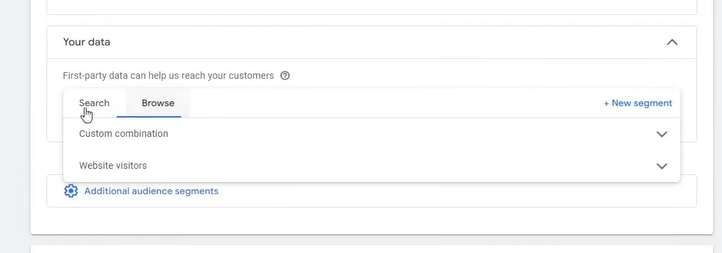 Your data
First-party data can help us reach your customers
Search Browse + New segment
Custom combination
Website visitors
Additional audience segments